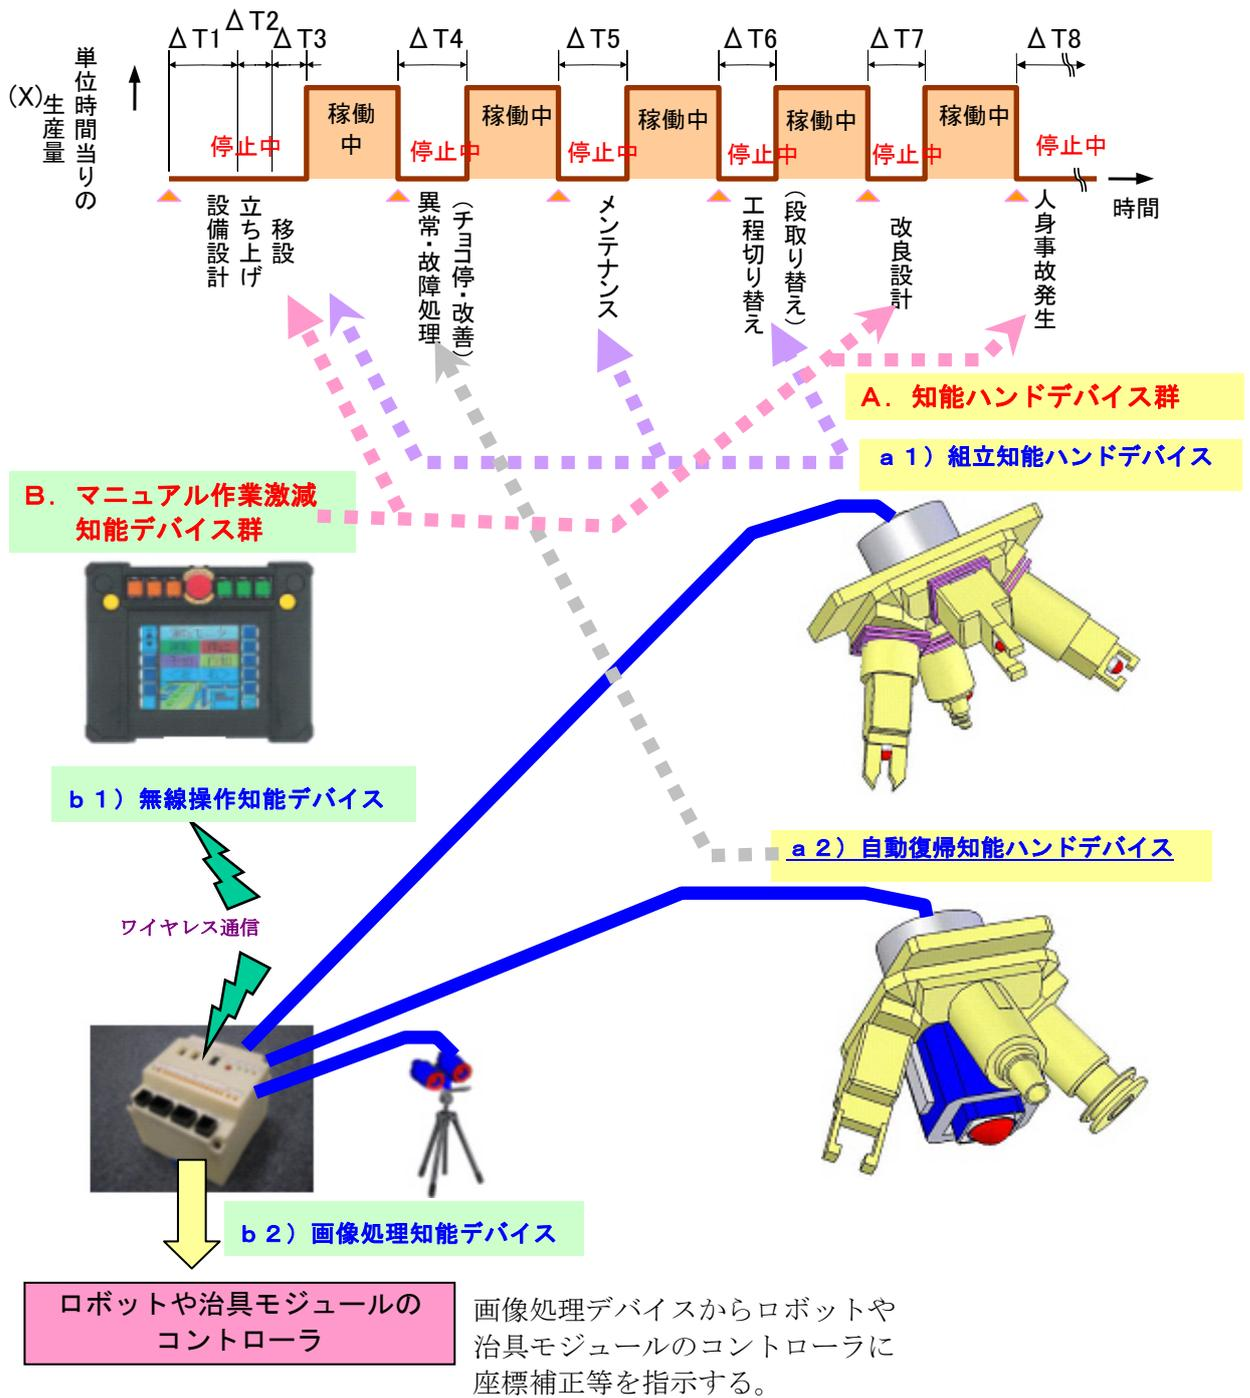 ΔT1
ΔT2
ΔT3
ΔT4
ΔT5
ΔT6
ΔT7
ΔT8
(X)
単位時間当りの
生産量
稼働
中
稼働中
稼働中
稼働中
稼働中
停止中
停止中
停止中
停止中
停止中
停止中
時間
設備設計
立ち上げ
移設
異常・故障処理
（チョコ停・改善）
メンテナンス
工程切り替え
（段取り替え）
改良設計
人身事故発生
Ａ．知能ハンドデバイス群
ａ１）組立知能ハンドデバイス
Ｂ．マニュアル作業激減
知能デバイス群
ｂ１）無線操作知能デバイス
ａ２）自動復帰知能ハンドデバイス
ワイヤレス通信
ｂ２）画像処理知能デバイス
ロボットや治具モジュールの
コントローラ
画像処理デバイスからロボットや
治具モジュールのコントローラに
座標補正等を指示する。